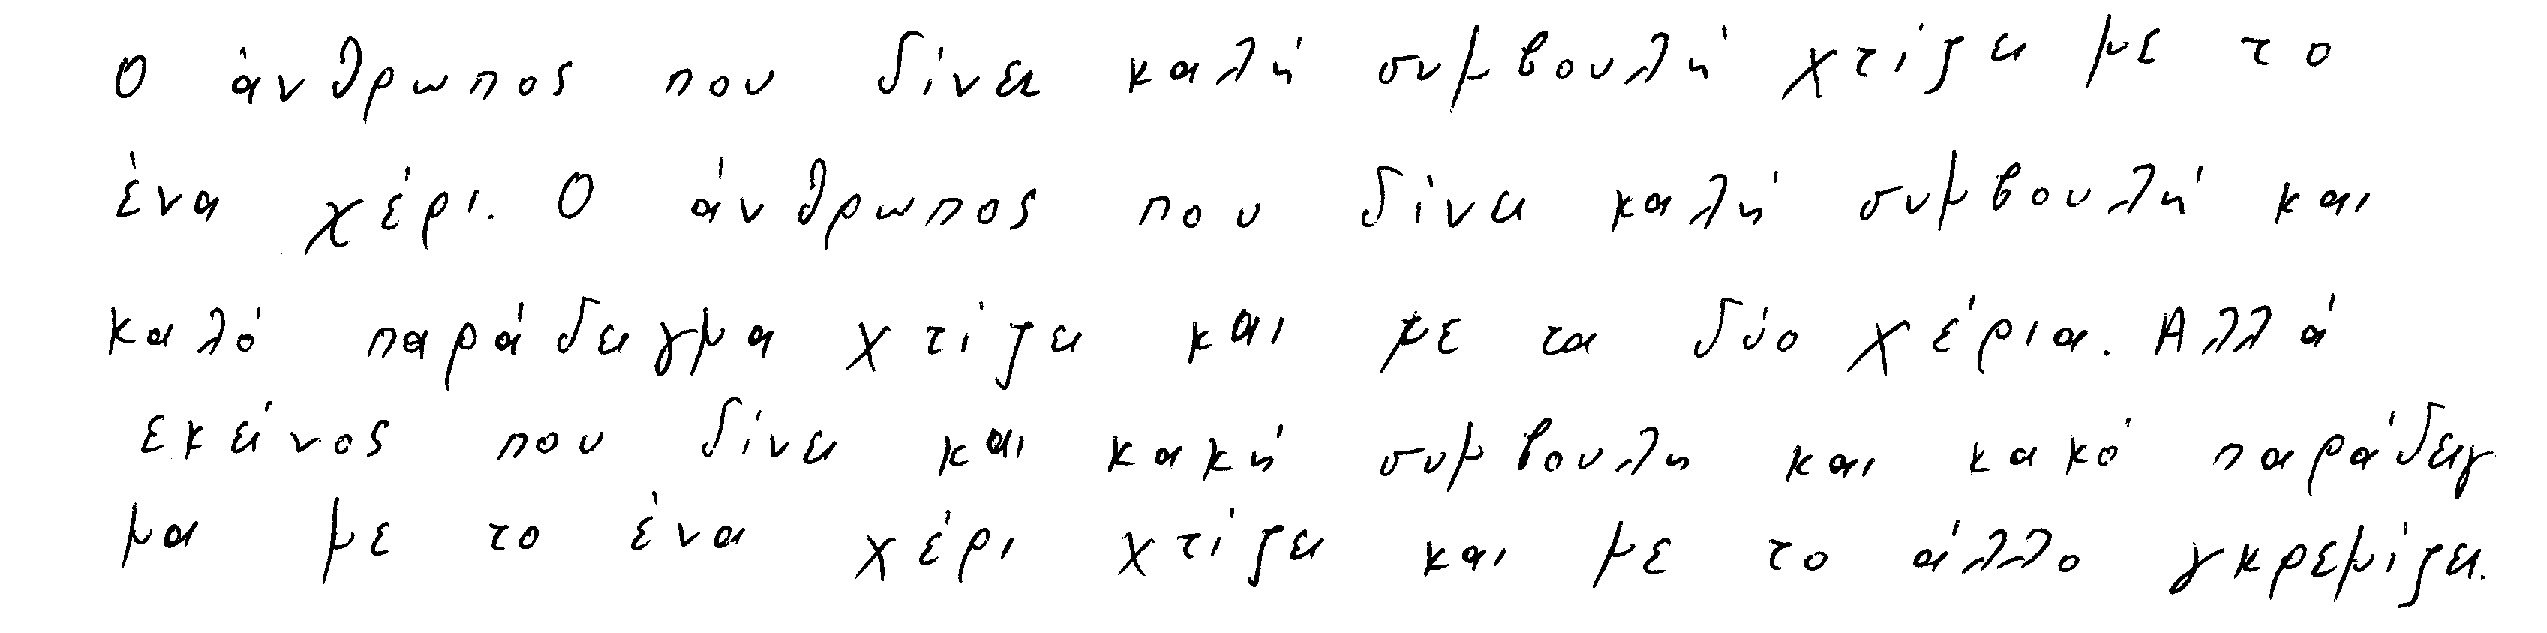 Ο άνθρωπος που δίνει καλή συμβουλή χτίζει με το
ένα χέρι. Ο άνθρωπος που δίνει καλή συμβουλή και
καλό παράδειγμα χτίζει και με τα δύο χέρια. Αλλά
εκείνος που δίνει και κακή συμβουλη και κακό παράδειγ
μα με το ένα χέρι χτίζει και με το άλλο γκρεμίζει.